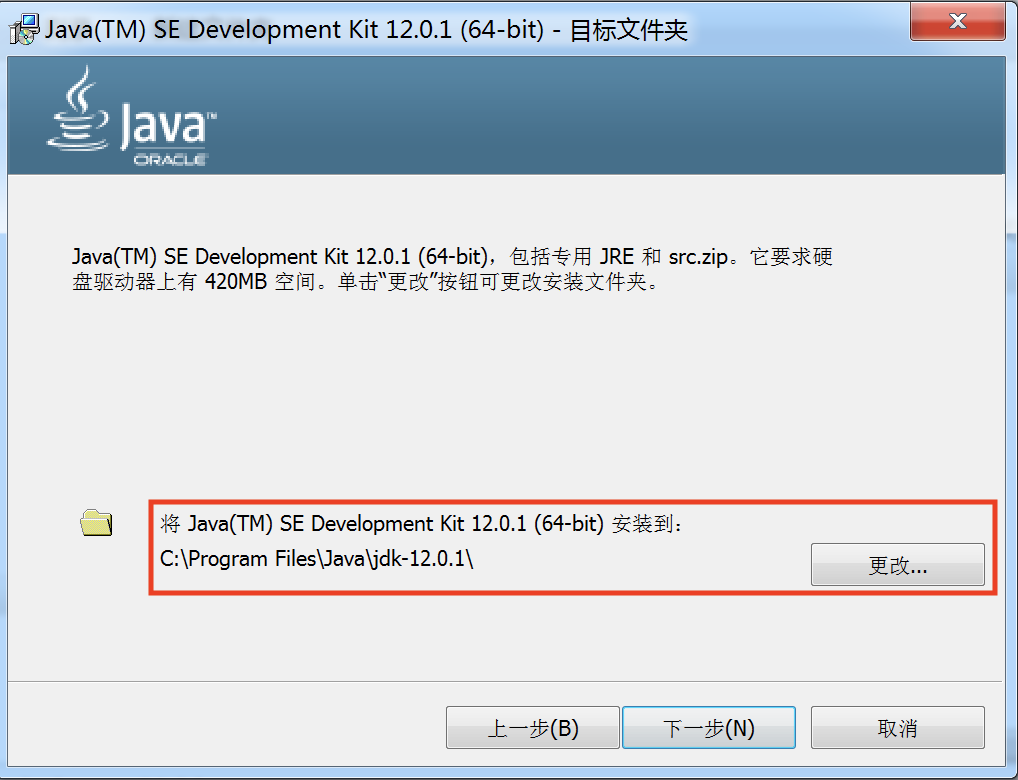 Java(TM) SE Development Kit 12.0.1 (64-bit) - 目标文件夹
Java™
ORACLE
Java(TM) SE Development Kit 12.0.1 (64-bit)，包括专用 JRE 和 src.zip。它要求硬
盘驱动器上有 420MB 空间。单击“更改”按钮可更改安装文件夹。
将 Java(TM) SE Development Kit 12.0.1 (64-bit) 安装到：
C:\Program Files\Java\jdk-12.0.1\
更改...
上一步(B) 下一步(N) 取消